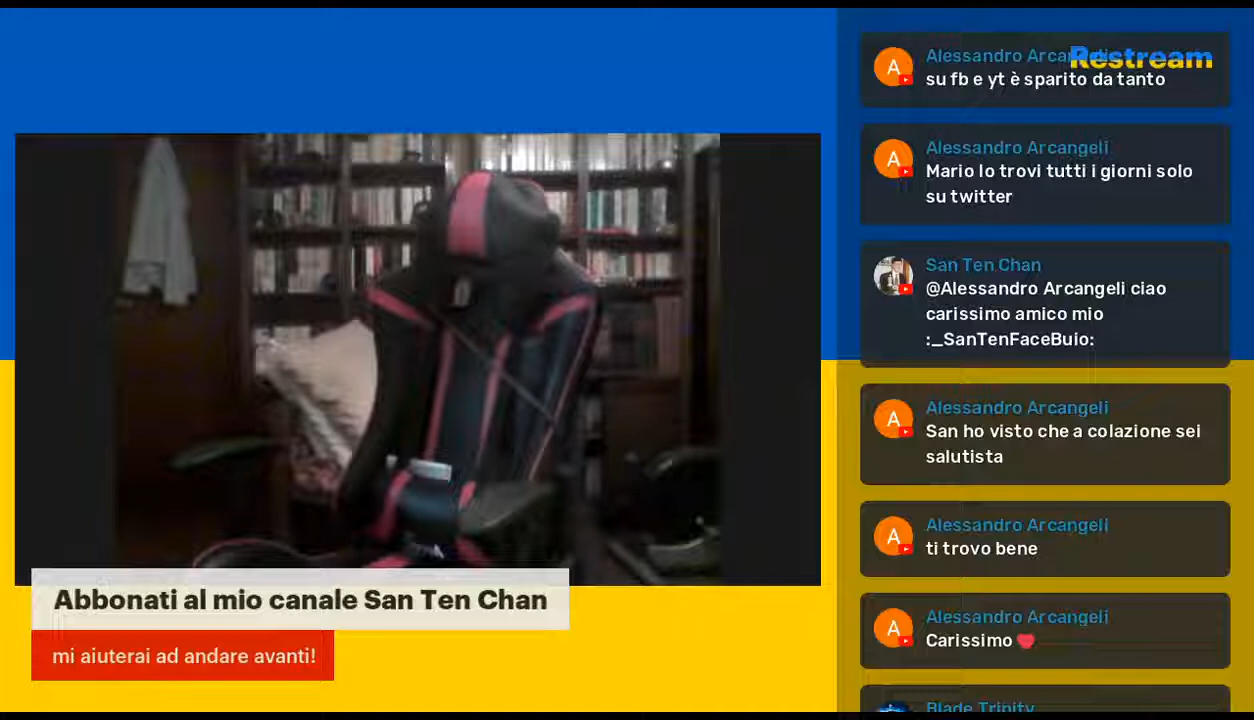 Restream
Alessandro Arcangeli
su fb e yt è sparito da tanto
Alessandro Arcangeli
Mario lo trovi tutti i giorni solo
su twitter
San Ten Chan
@Alessandro Arcangeli ciao
carissimo amico mio
:_SanTenFaceBuio:
Alessandro Arcangeli
San ho visto che a colazione sei
salutista
Alessandro Arcangeli
ti trovo bene
Alessandro Arcangeli
Carissimo ❤️
Blade Trinity
Abbonati al mio canale San Ten Chan
mi aiuterai ad andare avanti!
A
A
A
A
A